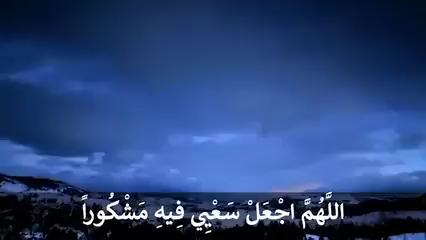 اللَّهُمَّ اجْعَلْ سَعْيِي فِيهِ مَشْكُوراً